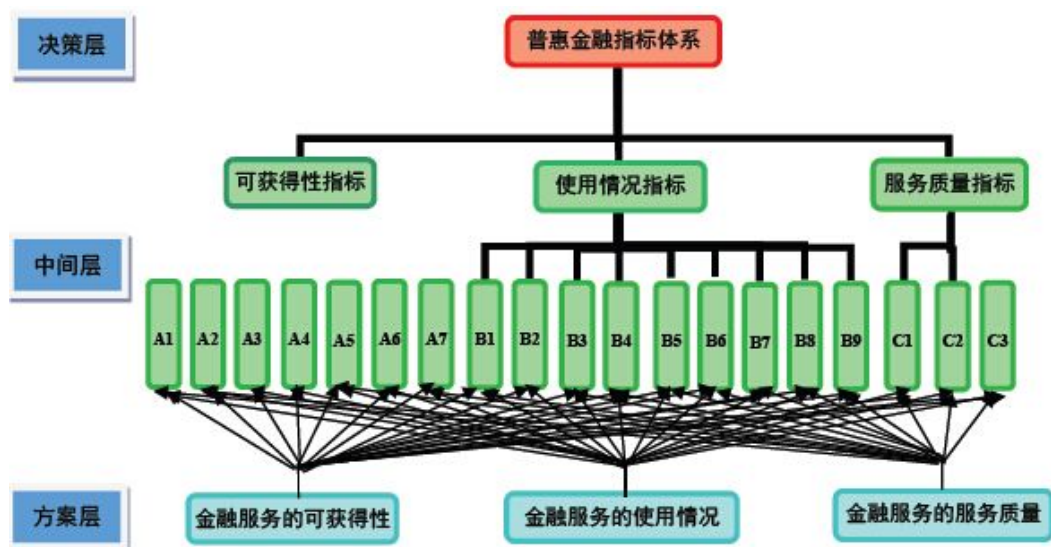 决策层
普惠金融指标体系
可获得性指标
使用情况指标
服务质量指标
中间层
A1 A2 A3 A4 A5 A6 A7 B1 B2 B3 B4 B5 B6 B7 B8 B9 C1 C2 C3
方案层
金融服务的可获得性
金融服务的使用情况
金融服务的服务质量